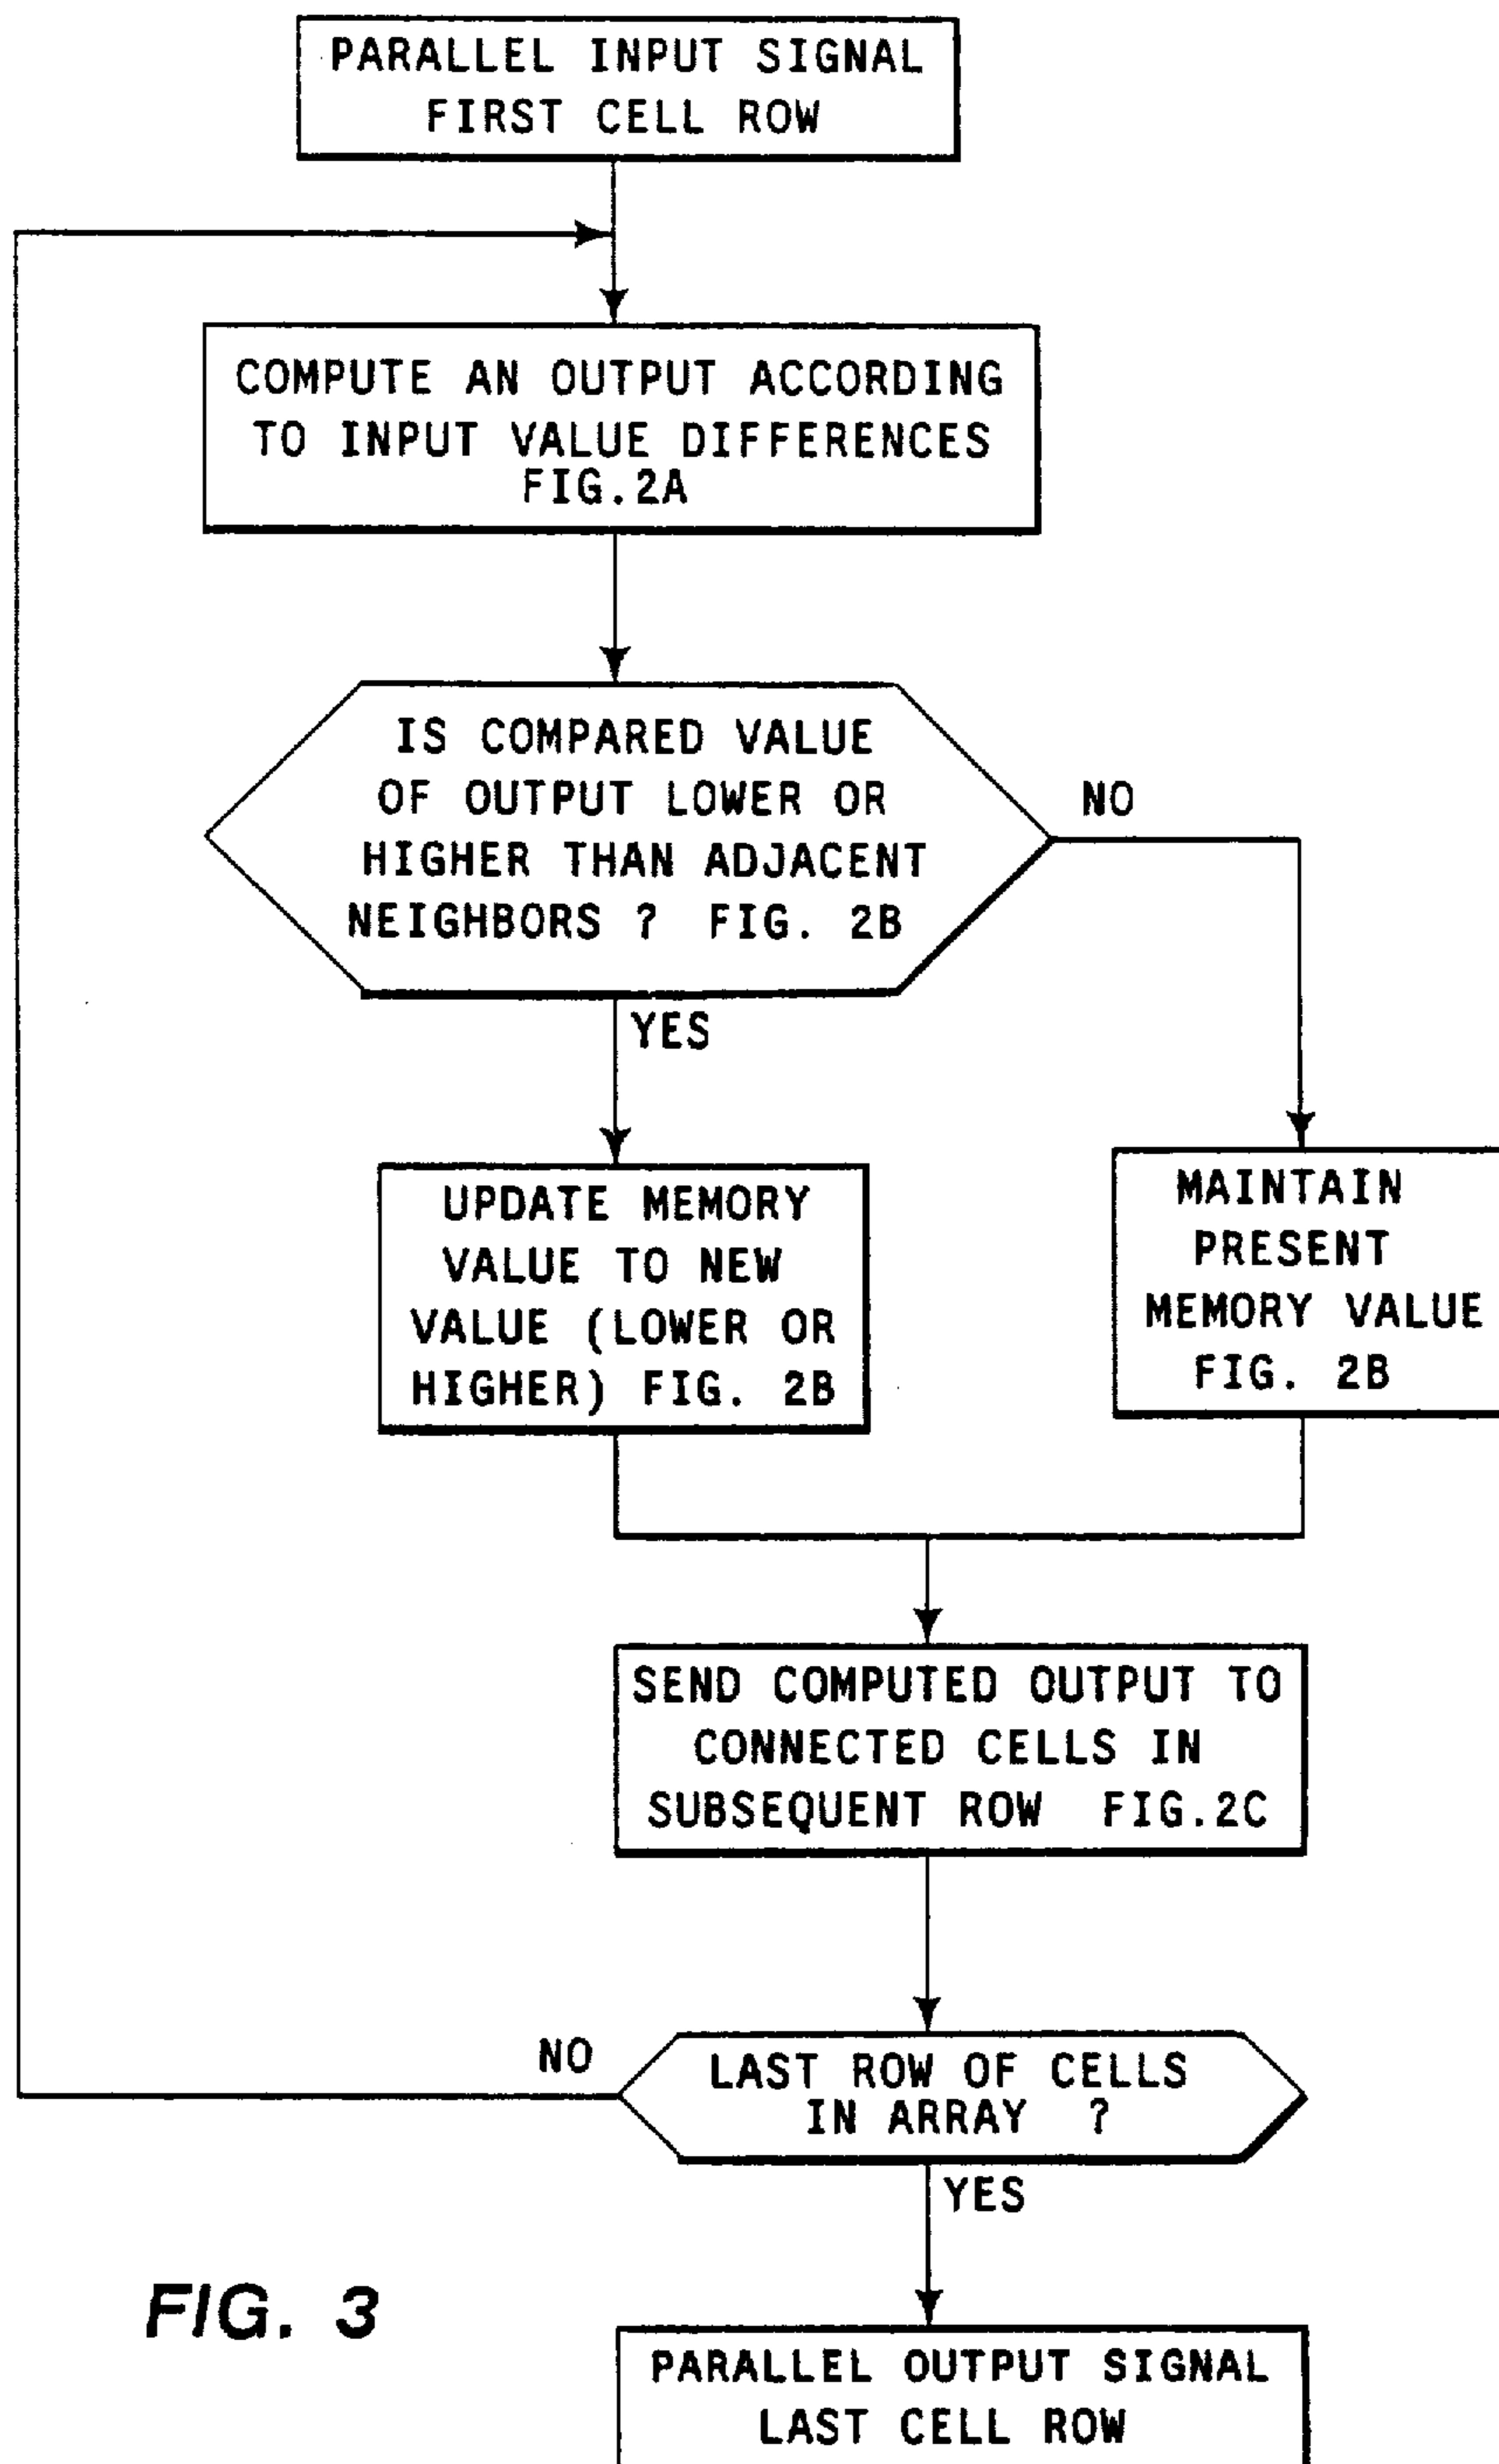 PARALLEL INPUT SIGNAL
FIRST CELL ROW
COMPUTE AN OUTPUT ACCORDING
TO INPUT VALUE DIFFERENCES
FIG.2A
IS COMPARED VALUE
OF OUTPUT LOWER OR
HIGHER THAN ADJACENT
NEIGHBORS ? FIG. 2B
NO
YES
UPDATE MEMORY
VALUE TO NEW
VALUE (LOWER OR
HIGHER) FIG. 2B
MAINTAIN
PRESENT
MEMORY VALUE
FIG. 2B
SEND COMPUTED OUTPUT TO
CONNECTED CELLS IN
SUBSEQUENT ROW FIG.2C
NO
LAST ROW OF CELLS
IN ARRAY ?
YES
PARALLEL OUTPUT SIGNAL
LAST CELL ROW
FIG. 3